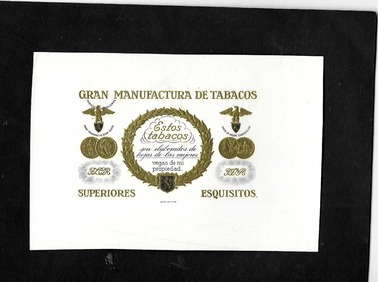 GRAN MANUFACTURA DE TABACOS
Estos
tabacos
son elaborados de
hojas de las mejores
vegas de mi
propiedad.
SUPERIORES ESQUISITOS.